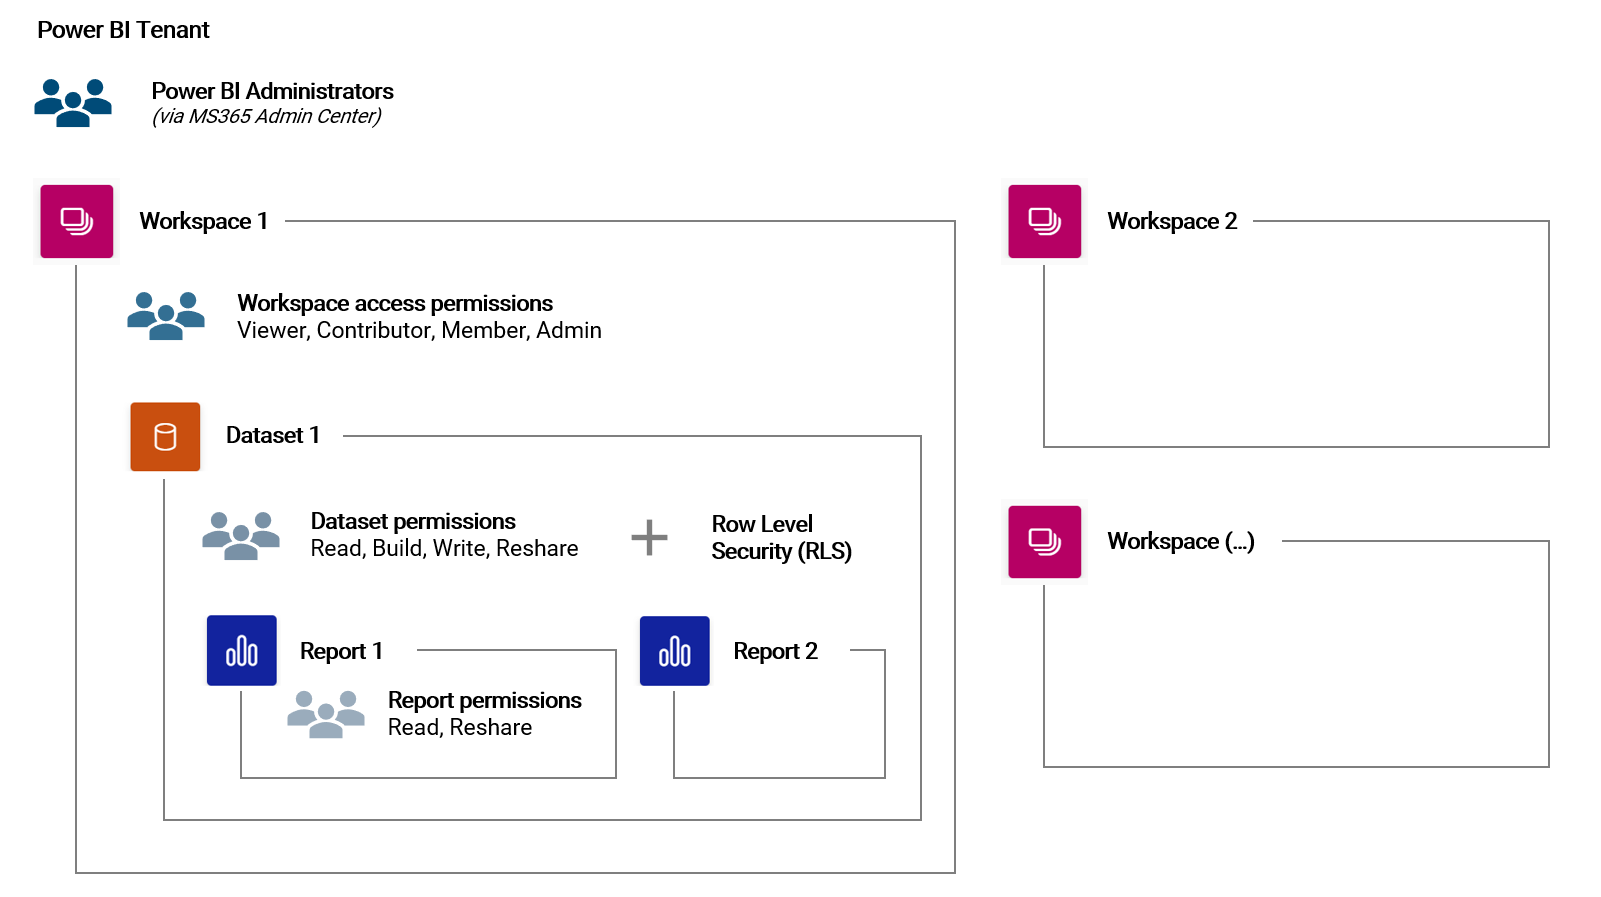 Power BI Tenant
Power BI Administrators
(via MS365 Admin Center)
Workspace 1
Workspace access permissions
Viewer, Contributor, Member, Admin
Dataset 1
Dataset permissions
Read, Build, Write, Reshare
Row Level
Security (RLS)
Report 1
Report permissions
Read, Reshare
Report 2
Workspace 2
Workspace (...)